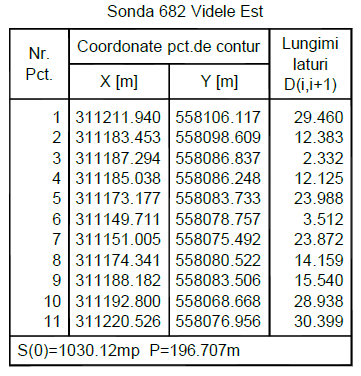 Sonda 682 Videle Est
Nr. Pct. Coordonate pct.de contur Lungimi laturi D(i,i+1)
X [m] Y [m]
1 311211.940 558106.117 29.460
2 311183.453 558098.609 12.383
3 311187.294 558086.837 2.332
4 311185.038 558086.248 12.125
5 311173.177 558083.733 23.988
6 311149.711 558078.757 3.512
7 311151.005 558075.492 23.872
8 311174.341 558080.522 14.159
9 311188.182 558083.506 15.540
10 311192.800 558068.668 28.938
11 311220.526 558076.956 30.399
S(0)=1030.12mp P=196.707m